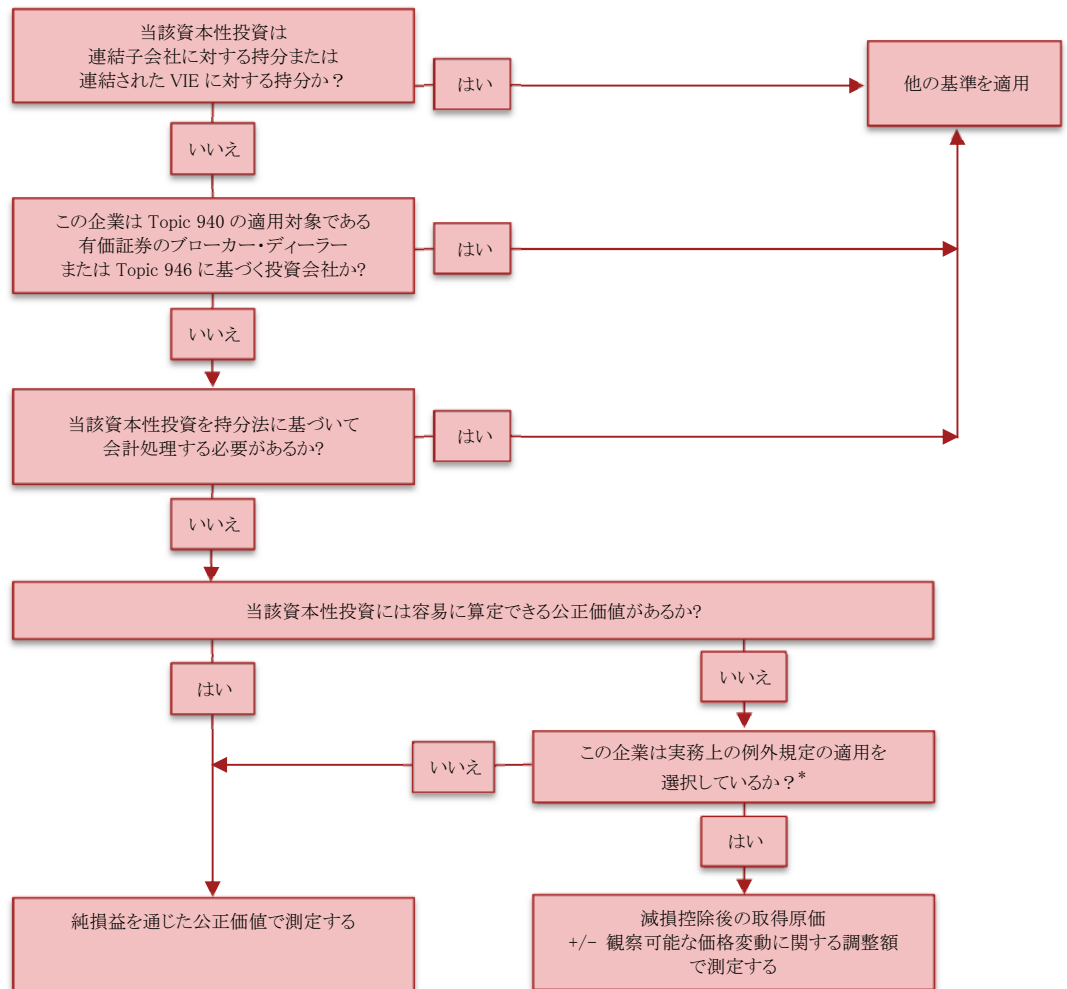 当該資本性投資は
連結子会社に対する持分または
連結された VIE に対する持分か？
はい
他の基準を適用
いいえ
この企業は Topic 940 の適用対象である
有価証券のブローカー・ディーラー
または Topic 946 に基づく投資会社か?
はい
いいえ
当該資本性投資を持分法に基づいて
会計処理する必要があるか?
はい
いいえ
当該資本性投資には容易に算定できる公正価値があるか?
はい
いいえ
この企業は実務上の例外規定の適用を
選択しているか？*
いいえ
はい
純損益を通じた公正価値で測定する
減損控除後の取得原価
+/- 観察可能な価格変動に関する調整額
で測定する